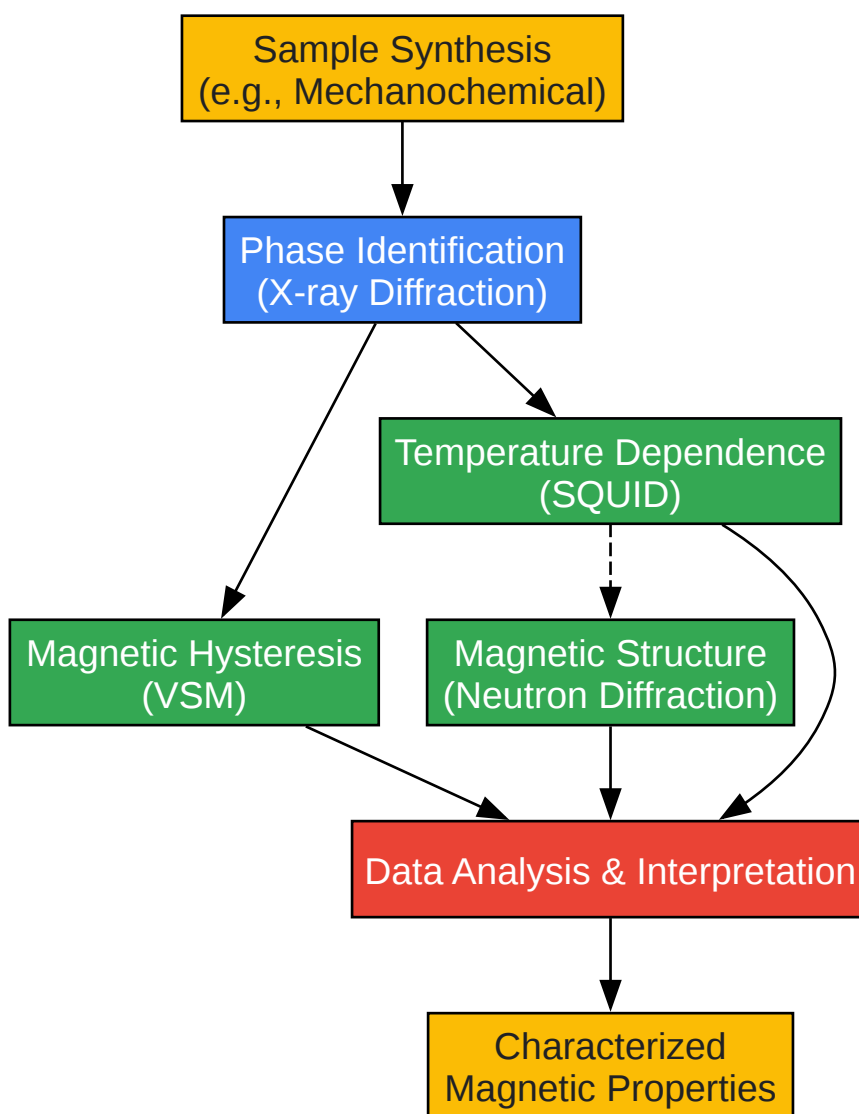 Sample Synthesis
(e.g., Mechanochemical)
Phase Identification
(X-ray Diffraction)
Temperature Dependence
(SQUID)
Magnetic Hysteresis
(VSM)
Magnetic Structure
(Neutron Diffraction)
Data Analysis & Interpretation
Characterized
Magnetic Properties